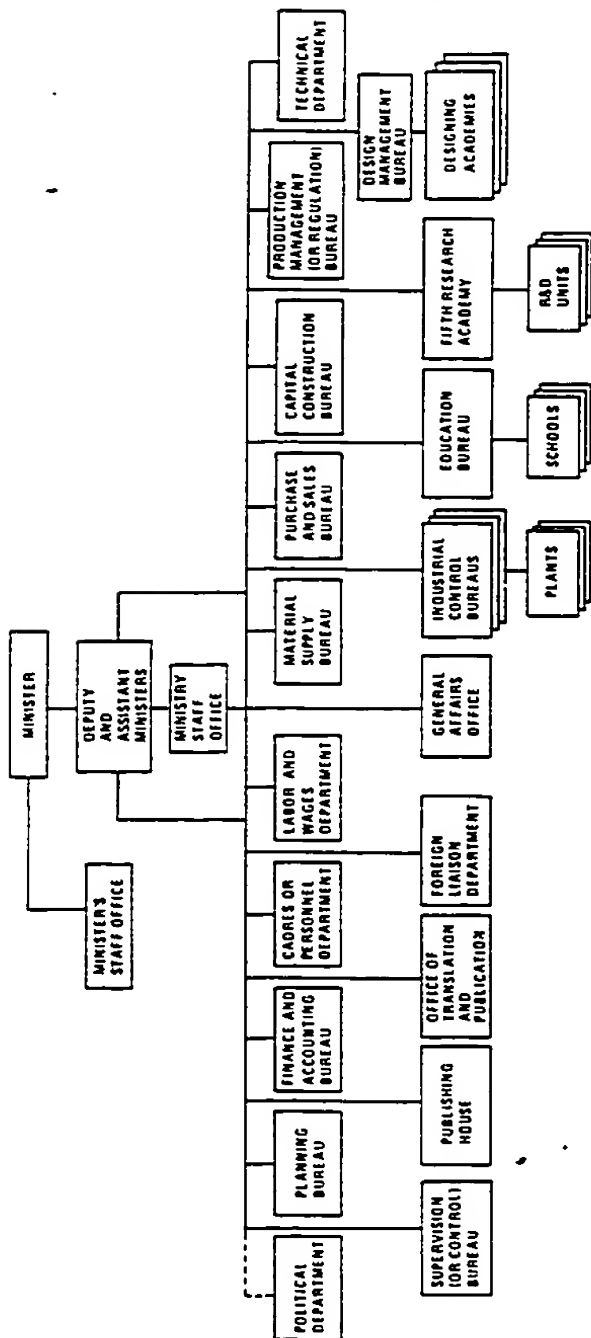 MINISTER
MINISTER'S
STAFF OFFICE
DEPUTY
AND
ASSISTANT
MINISTERS
MINISTRY
STAFF
OFFICE
POLITICAL
DEPARTMENT
PLANNING
BUREAU
FINANCE AND
ACCOUNTING
BUREAU
CADRES OR
PERSONNEL
DEPARTMENT
LABOR AND
WAGES
DEPARTMENT
MATERIAL
SUPPLY
BUREAU
PURCHASE
AND SALES
BUREAU
CAPITAL
CONSTRUCTION
BUREAU
PRODUCTION
MANAGEMENT
(OR REGULATION)
BUREAU
TECHNICAL
DEPARTMENT
DESIGN
MANAGEMENT
BUREAU
SUPERVISION
(OR CONTROL)
BUREAU
PUBLISHING
HOUSE
OFFICE OF
TRANSLATION
AND
PUBLICATION
FOREIGN
LIAISON
DEPARTMENT
GENERAL
AFFAIRS
OFFICE
INDUSTRIAL
CONTROL
BUREAUS
EDUCATION
BUREAU
FIFTH RESEARCH
ACADEMY
DESIGNING
ACADEMIES
PLANTS
SCHOOLS
R&D
UNITS